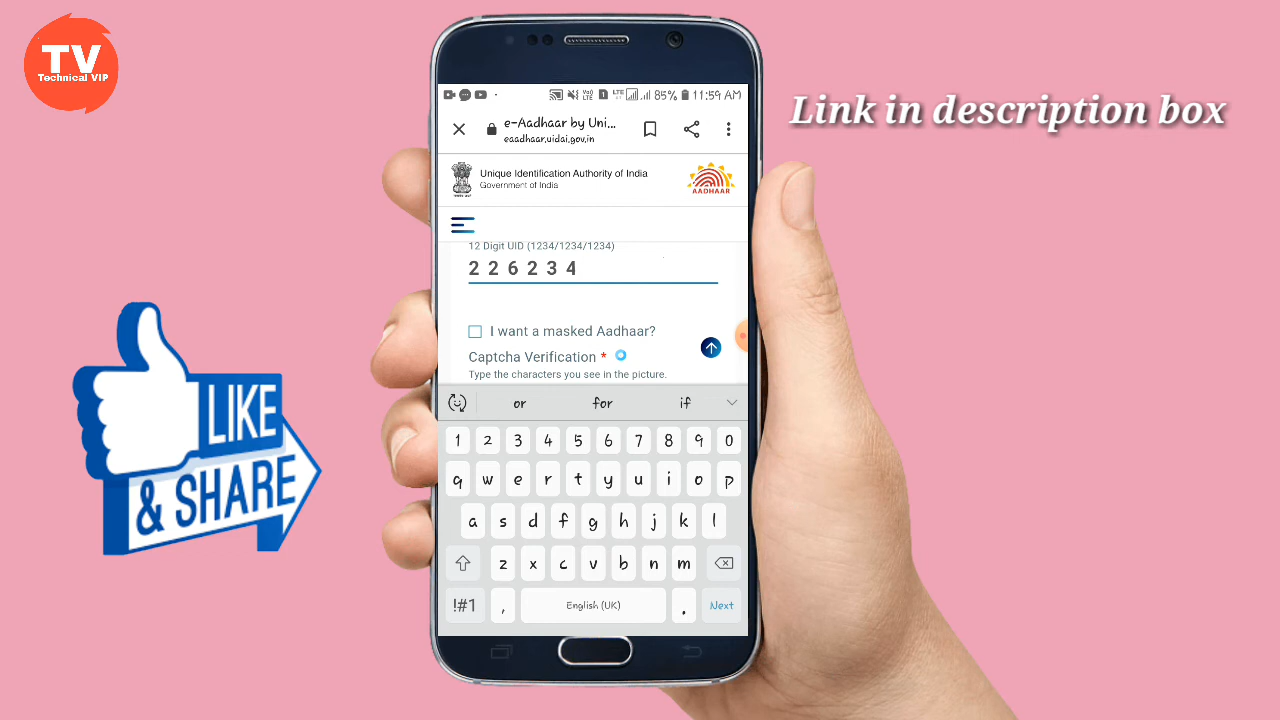 TV
Technical VIP
Link in description box
LIKE
& SHARE
85% 11:59 AM
e-Aadhaar by Uni...
eaadhaar.uidai.gov.in
Unique Identification Authority of India
Government of India
AADHAAR
12 Digit UID (1234/1234/1234)
2 2 6 2 3 4
I want a masked Aadhaar?
Captcha Verification *
Type the characters you see in the picture.
or for if
1 2 3 4 5 6 7 8 9 0
q w e r t y u i o p
a s d f g h j k l
z x c v b n m
!#1 , English (UK) . Next